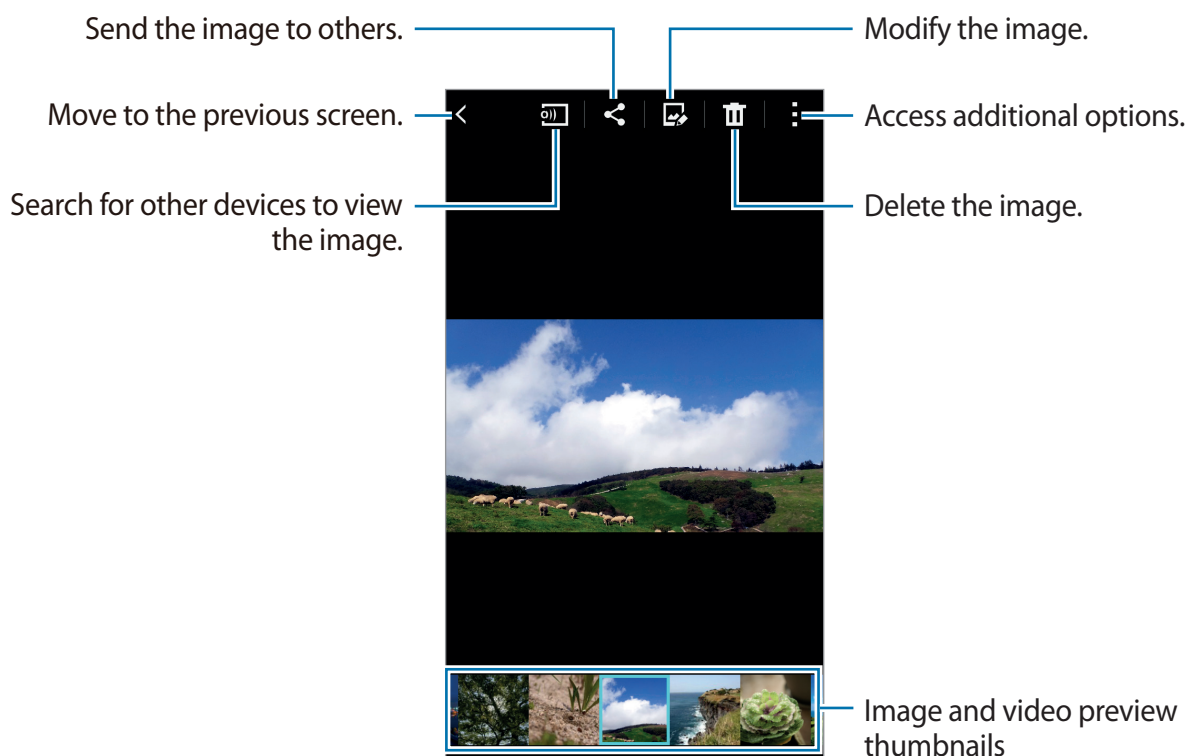 Send the image to others.
Modify the image.
Move to the previous screen.
Access additional options.
Search for other devices to view
the image.
Delete the image.
Image and video preview
thumbnails